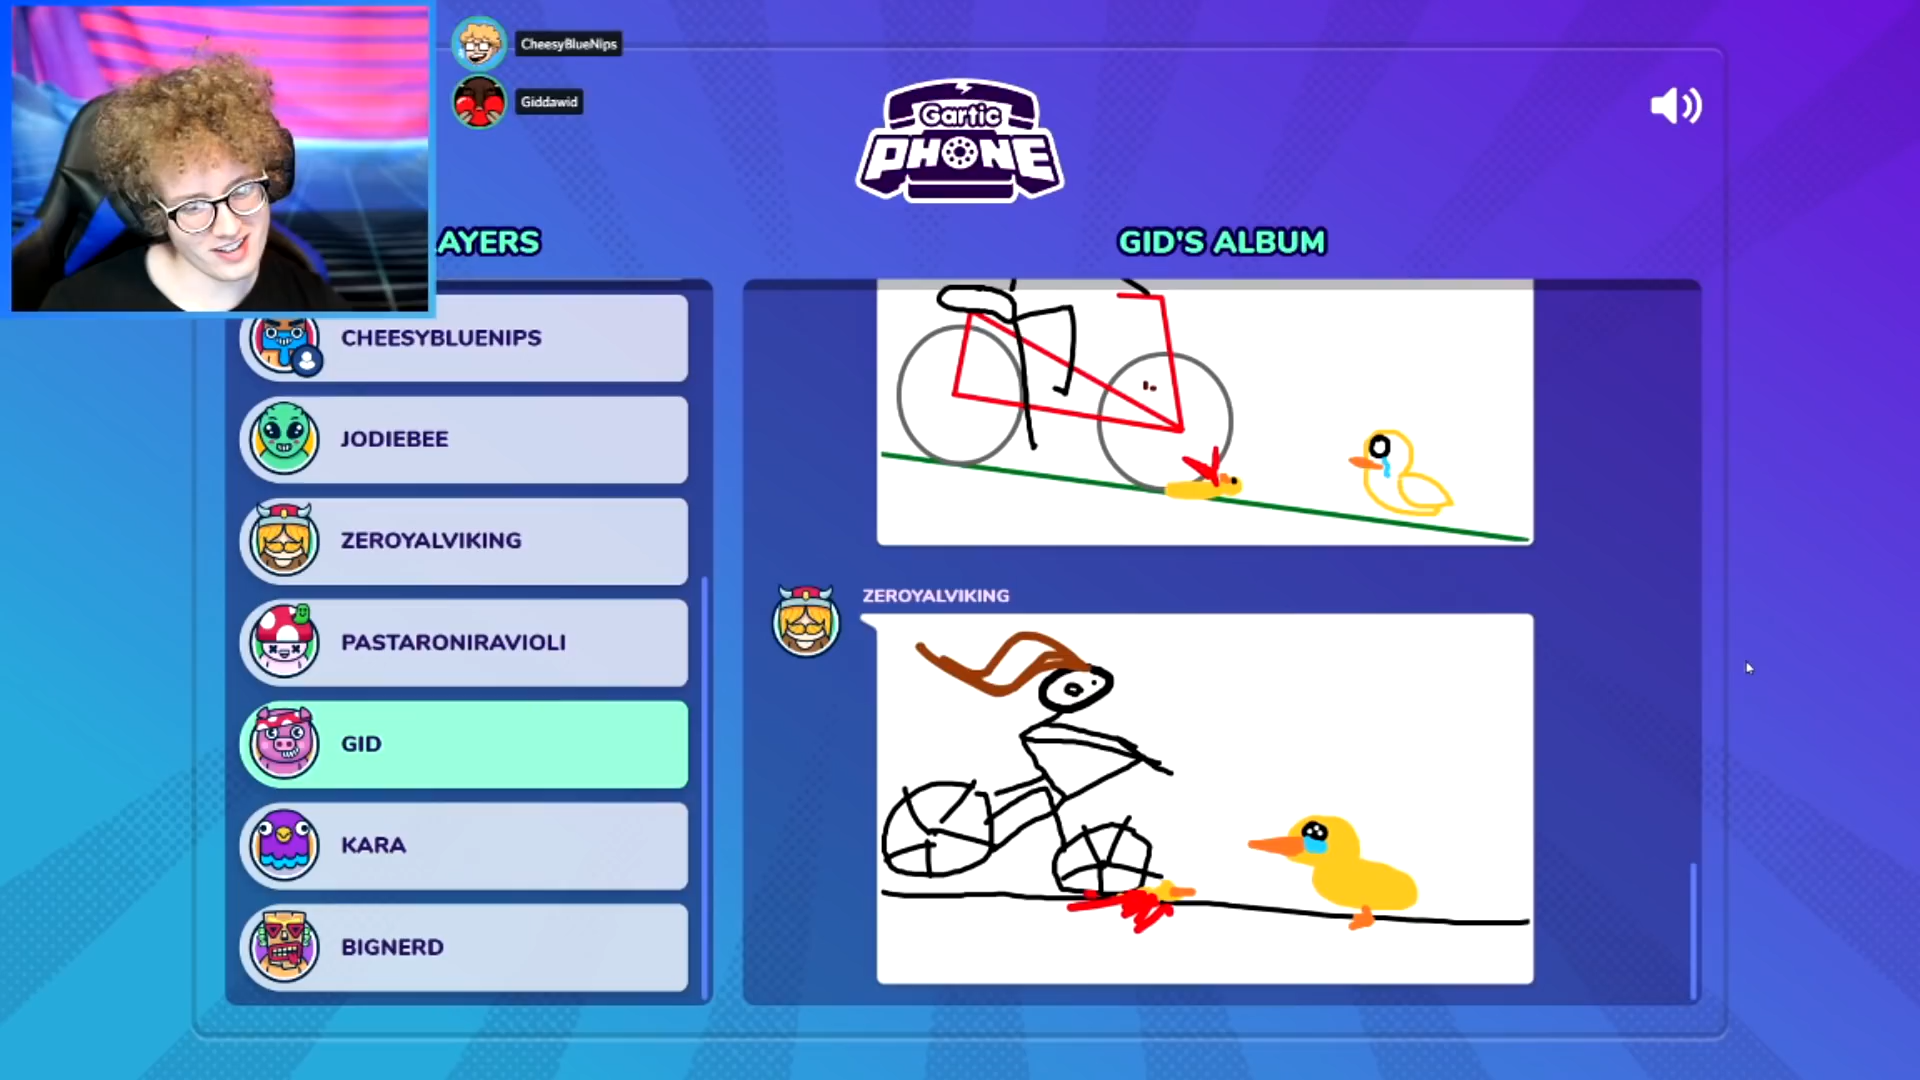 CheesyBlueNips
Giddawid
Gartic
PHONE
AYERS
GID'S ALBUM
CHEESYBLUENIPS
JODIEBEE
ZEROYALVIKING
PASTARONIRAVIOLI
GID
KARA
BIGNERD
ZEROYALVIKING